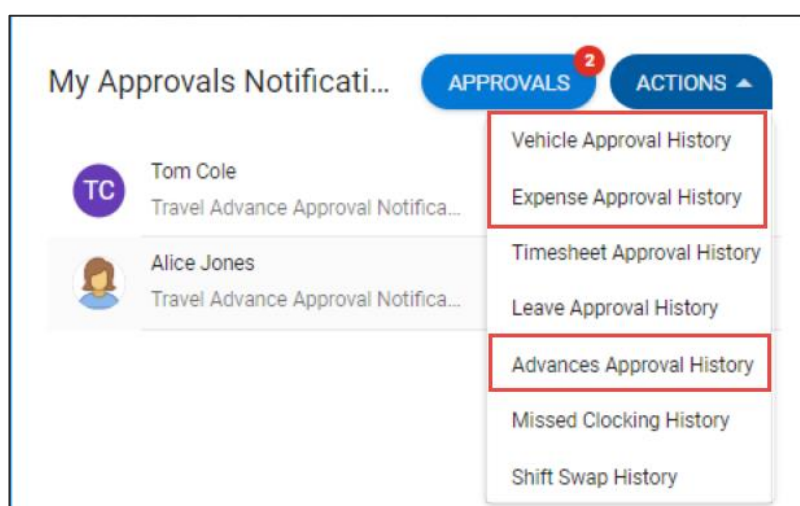 My Approvals Notificati...
APPROVALS
2
ACTIONS
TC
Tom Cole
Travel Advance Approval Notifica...
Alice Jones
Travel Advance Approval Notifica...
Vehicle Approval History
Expense Approval History
Timesheet Approval History
Leave Approval History
Advances Approval History
Missed Clocking History
Shift Swap History